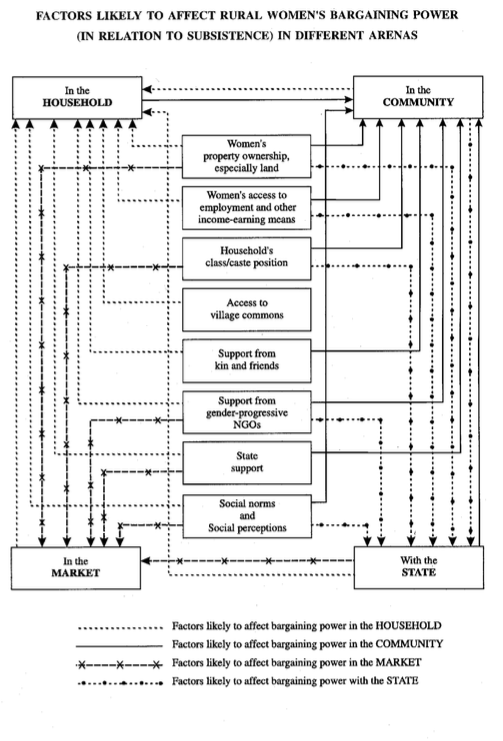 FACTORS LIKELY TO AFFECT RURAL WOMEN'S BARGAINING POWER
(IN RELATION TO SUBSISTENCE) IN DIFFERENT ARENAS
In the
HOUSEHOLD
In the
COMMUNITY
Women's
property ownership,
especially land
Women's access to
employment and other
income-earning means
Household's
class/caste position
Access to
village commons
Support from
kin and friends
Support from
gender-progressive
NGOs
State
support
Social norms
and
Social perceptions
In the
MARKET
With the
STATE
Factors likely to affect bargaining power in the HOUSEHOLD
Factors likely to affect bargaining power in the COMMUNITY
Factors likely to affect bargaining power in the MARKET
Factors likely to affect bargaining power with the STATE